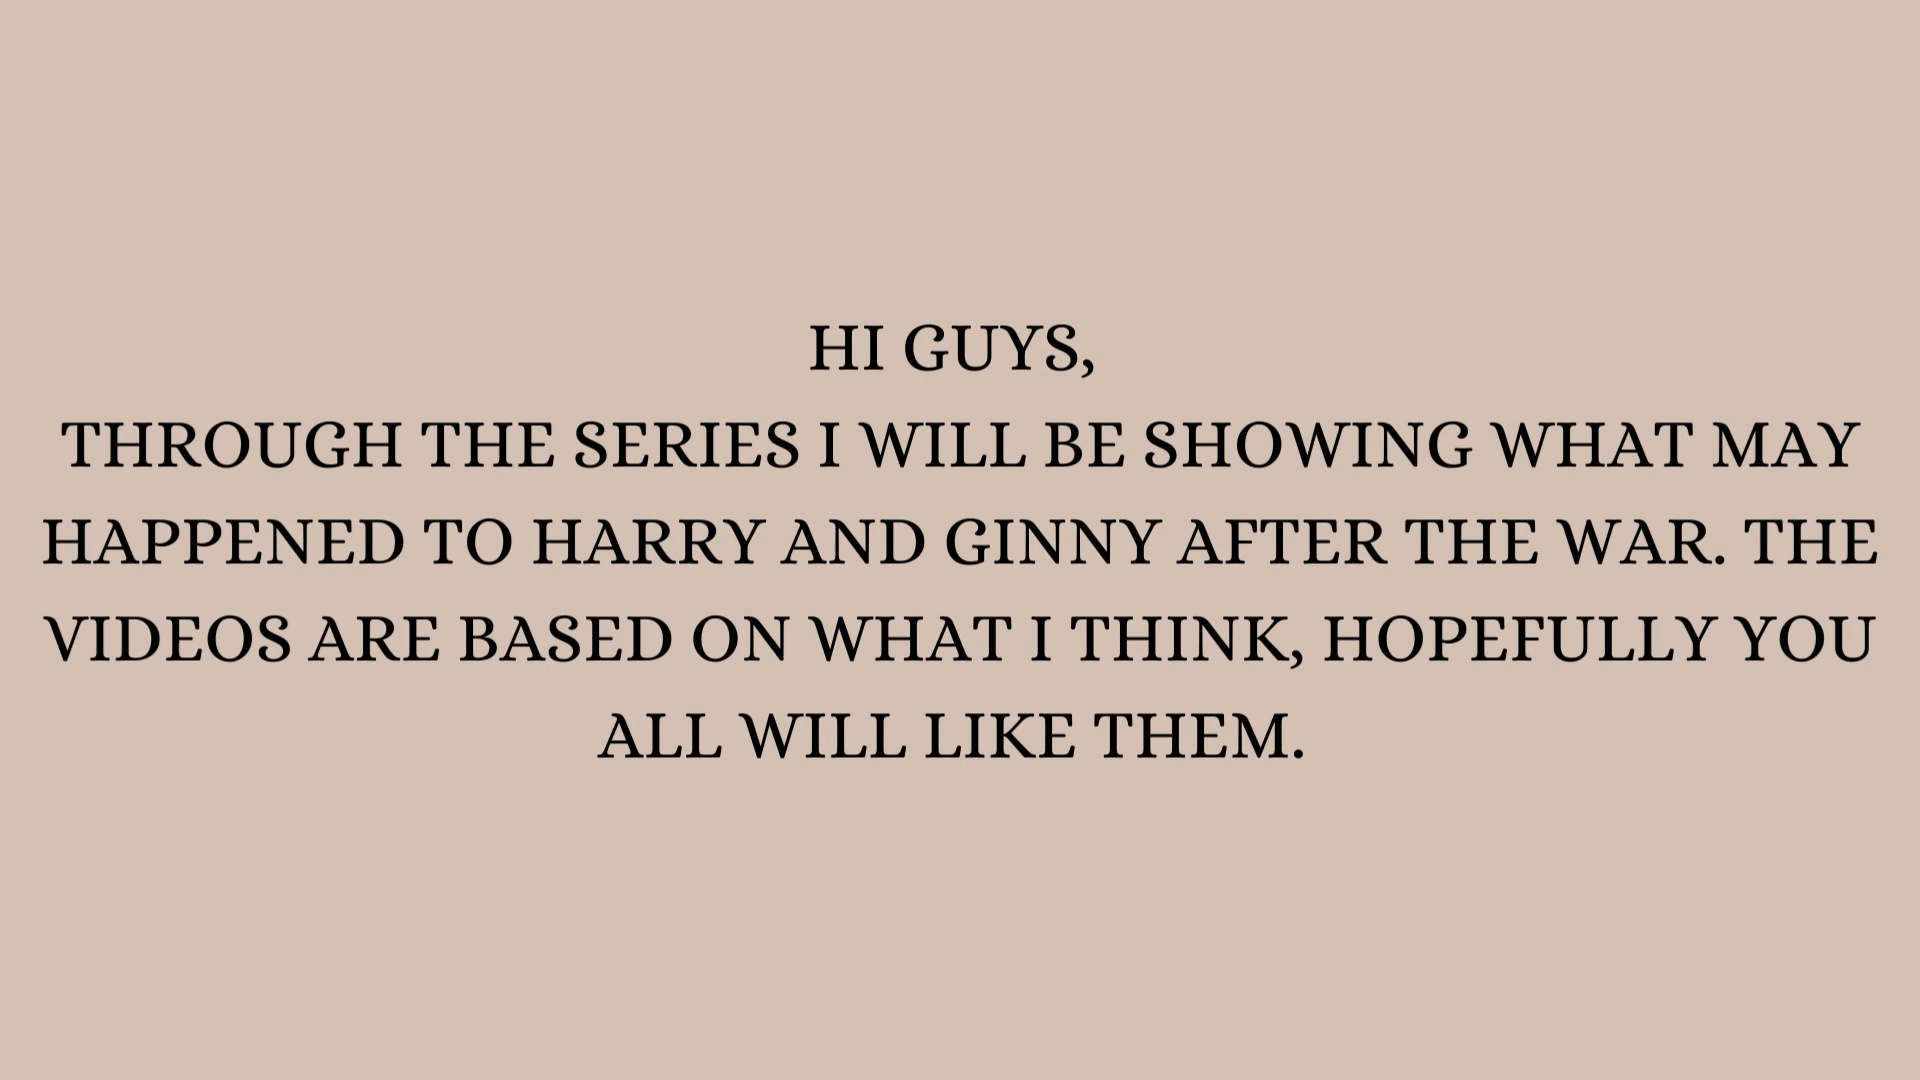 HI GUYS,
THROUGH THE SERIES I WILL BE SHOWING WHAT MAY
HAPPENED TO HARRY AND GINNY AFTER THE WAR. THE
VIDEOS ARE BASED ON WHAT I THINK, HOPEFULLY YOU
ALL WILL LIKE THEM.